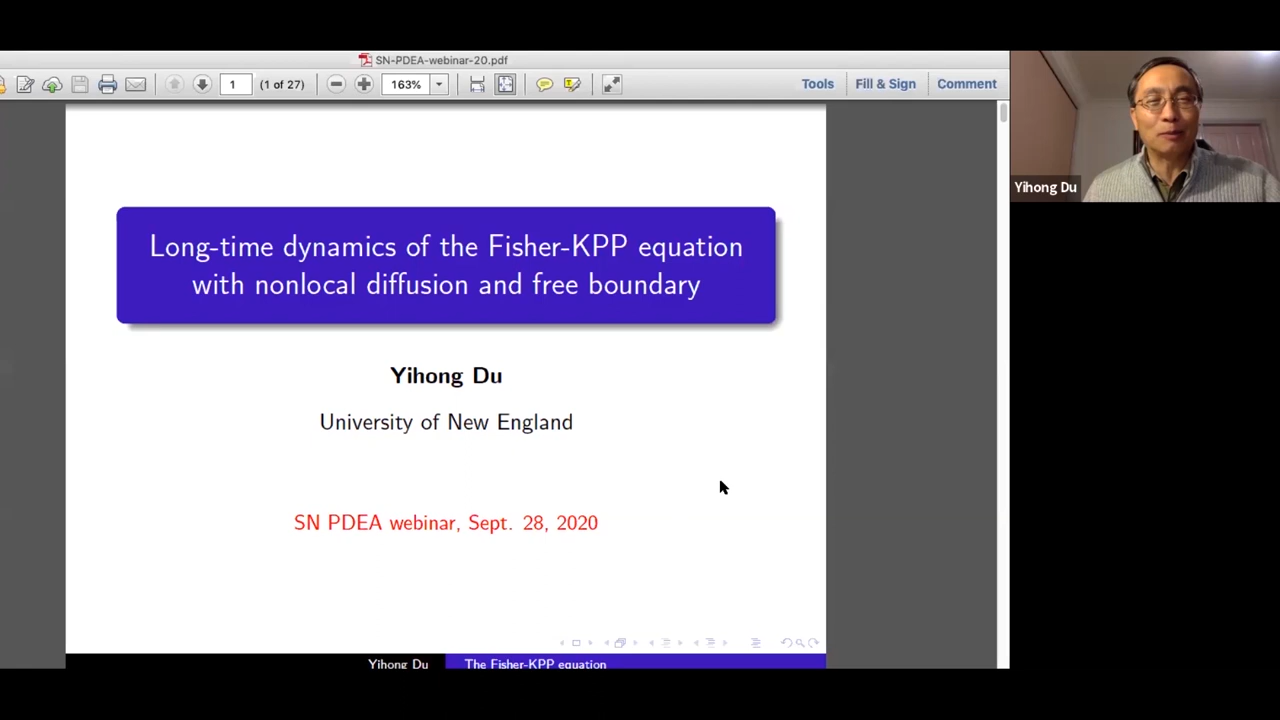 SN-PDEA-webinar-20.pdf
1 (1 of 27) 163% Tools Fill & Sign Comment
Yihong Du
Long-time dynamics of the Fisher-KPP equation
with nonlocal diffusion and free boundary
Yihong Du
University of New England
SN PDEA webinar, Sept. 28, 2020
Yihong Du The Fisher-KPP equation